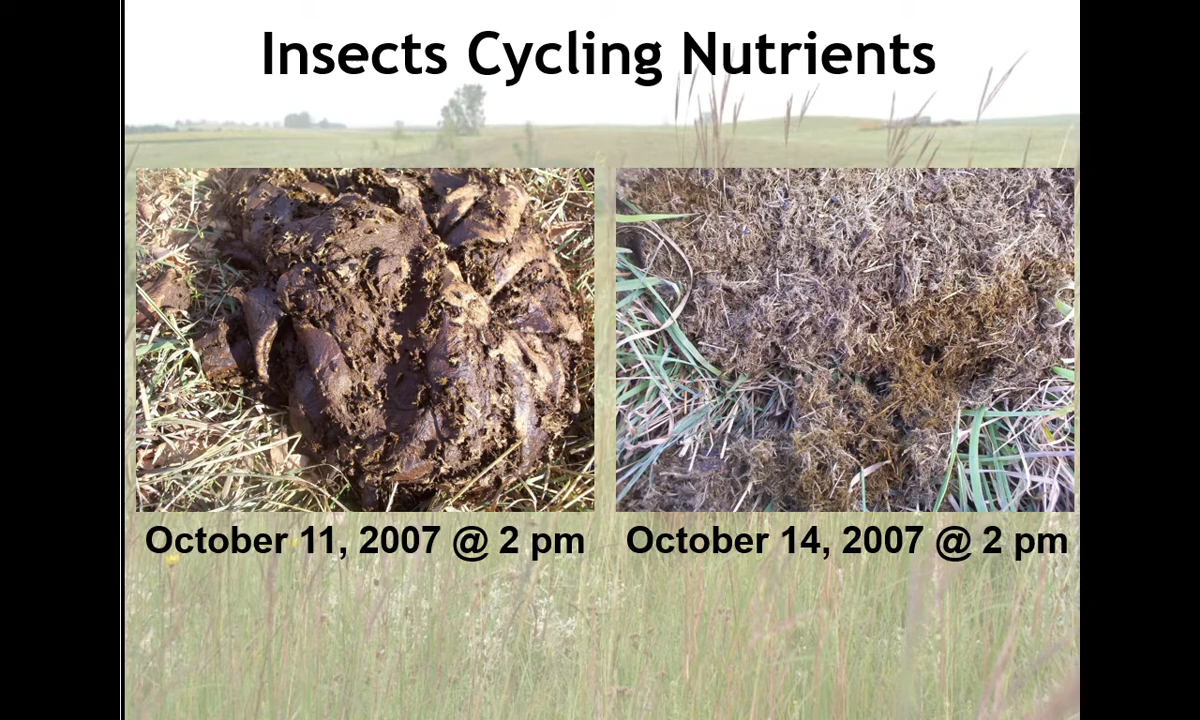 Insects Cycling Nutrients
October 11, 2007 @ 2 pm
October 14, 2007 @ 2 pm